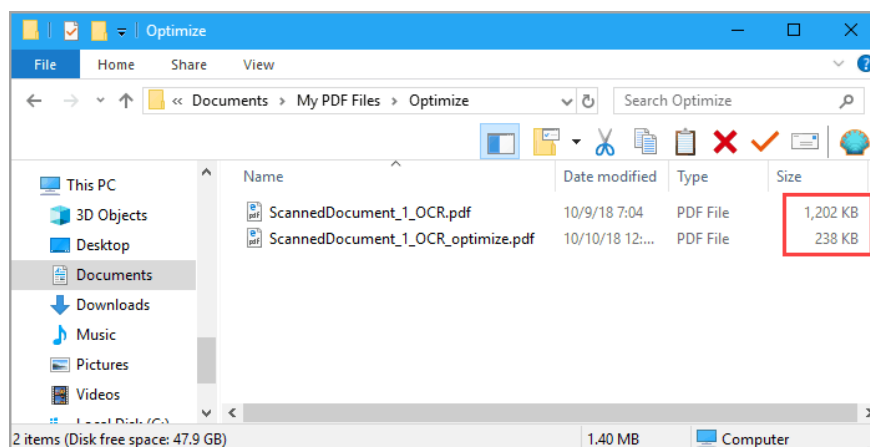 Optimize
File Home Share View
« Documents › My PDF Files › Optimize Search Optimize
Name Date modified Type Size
This PC
3D Objects
Desktop
Documents
Downloads
Music
Pictures
Videos
ScannedDocument_1_OCR.pdf 10/9/18 7:04 PDF File 1,202 KB
ScannedDocument_1_OCR_optimize.pdf 10/10/18 12:... PDF File 238 KB
2 items (Disk free space: 47.9 GB) 1.40 MB Computer